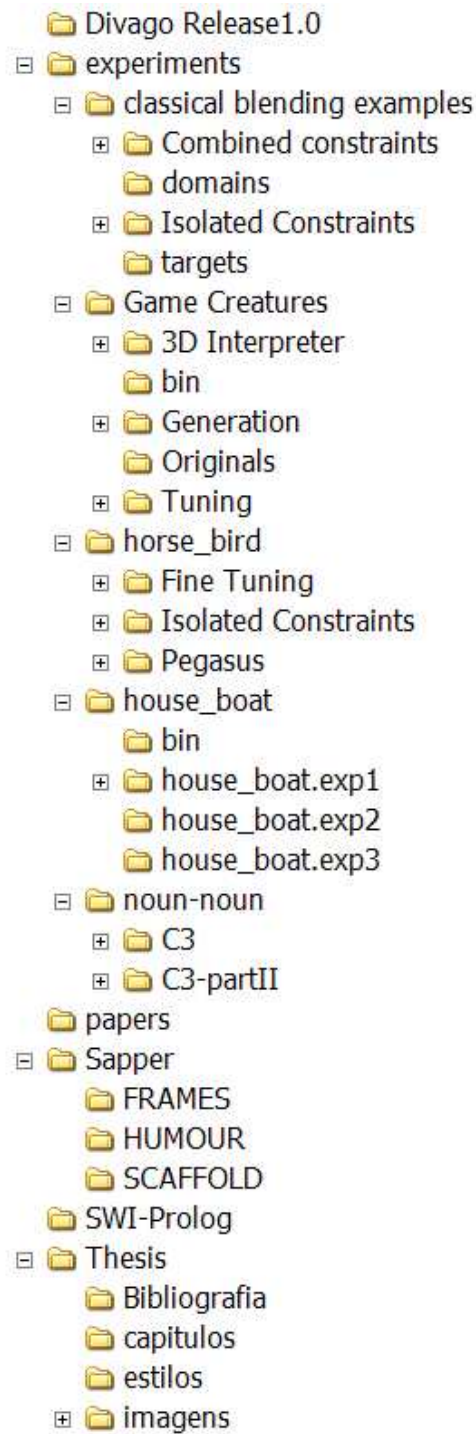 Divago Release1.0
experiments
classical blending examples
Combined constraints
domains
Isolated Constraints
targets
Game Creatures
3D Interpreter
bin
Generation
Originals
Tuning
horse_bird
Fine Tuning
Isolated Constraints
Pegasus
house_boat
bin
house_boat.exp1
house_boat.exp2
house_boat.exp3
noun-noun
C3
C3-partII
papers
Sapper
FRAMES
HUMOUR
SCAFFOLD
SWI-Prolog
Thesis
Bibliografia
capitulos
estilos
imagens